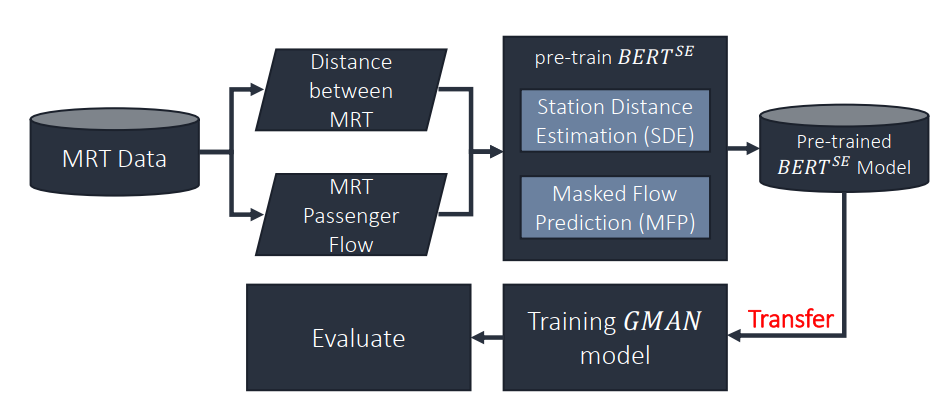 MRT Data
Distance
between
MRT
MRT
Passenger
Flow
pre-train BERT^SE
Station Distance
Estimation (SDE)
Masked Flow
Prediction (MFP)
Pre-trained
BERT^SE Model
Transfer
Training GMAN
model
Evaluate